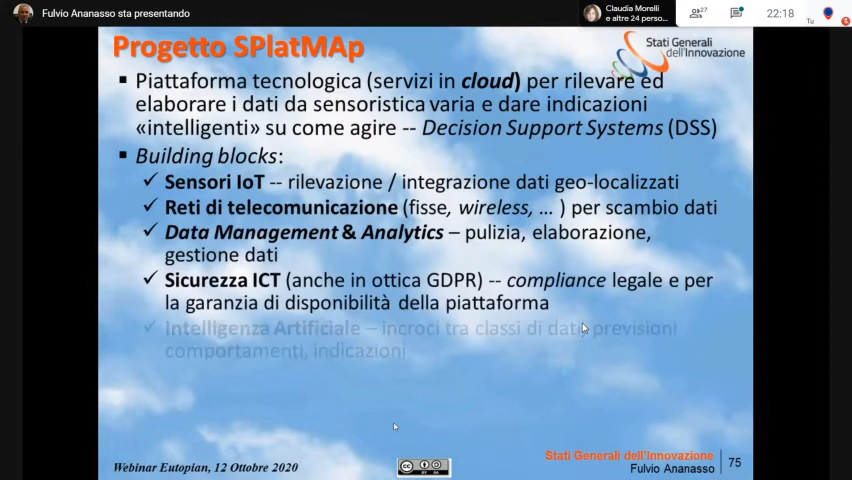 Fulvio Ananasso sta presentando
Claudia Morelli
e altre 24 perso...
27
22:18
Tu
Progetto SPlatMAp
Stati Generali
dell'Innovazione
▪ Piattaforma tecnologica (servizi in cloud) per rilevare ed
elaborare i dati da sensoristica varia e dare indicazioni
«intelligenti» su come agire -- Decision Support Systems (DSS)
▪ Building blocks:
✓ Sensori IoT -- rilevazione / integrazione dati geo-localizzati
✓ Reti di telecomunicazione (fisse, wireless, ... ) per scambio dati
✓ Data Management & Analytics – pulizia, elaborazione,
gestione dati
✓ Sicurezza ICT (anche in ottica GDPR) -- compliance legale e per
la garanzia di disponibilità della piattaforma
✓ Intelligenza Artificiale – incroci tra classi di dati, previsioni
comportamenti, indicazioni
Webinar Eutopian, 12 Ottobre 2020
cc
BY SA
Stati Generali dell'Innovazione
Fulvio Ananasso
75